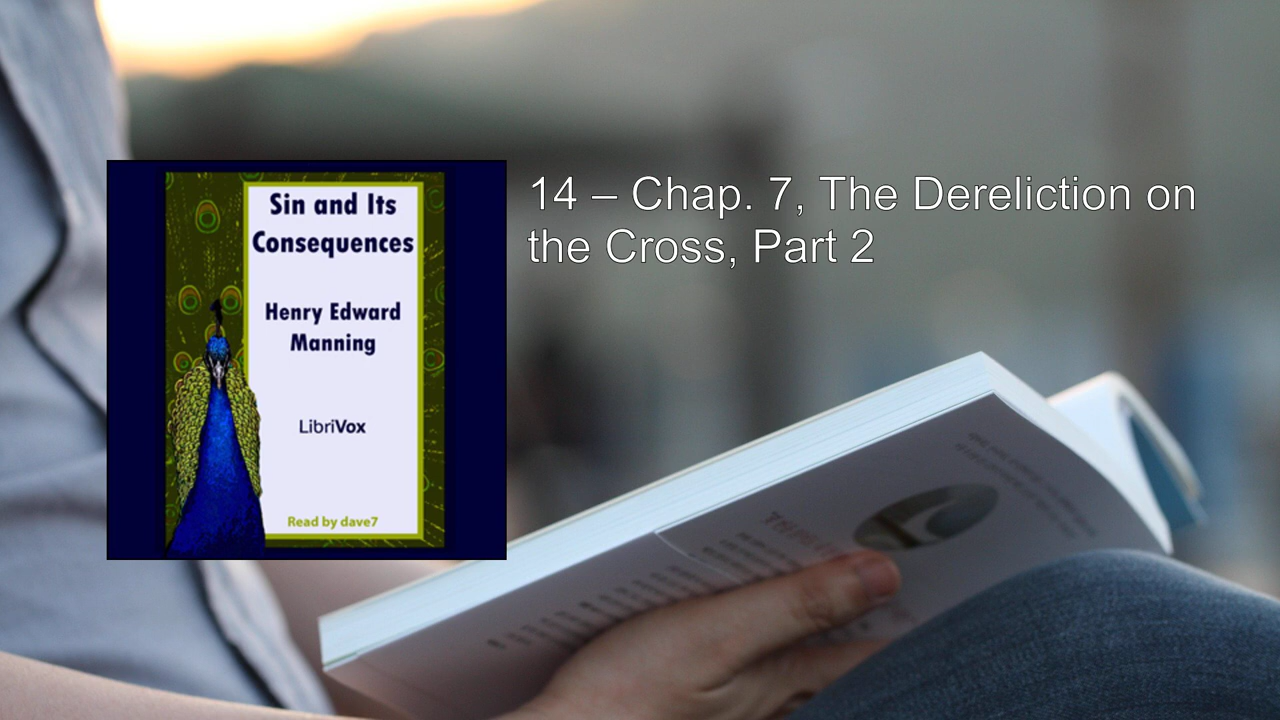 Sin and Its
Consequences
Henry Edward
Manning
LibriVox
Read by dave7
14 – Chap. 7, The Dereliction on
the Cross, Part 2